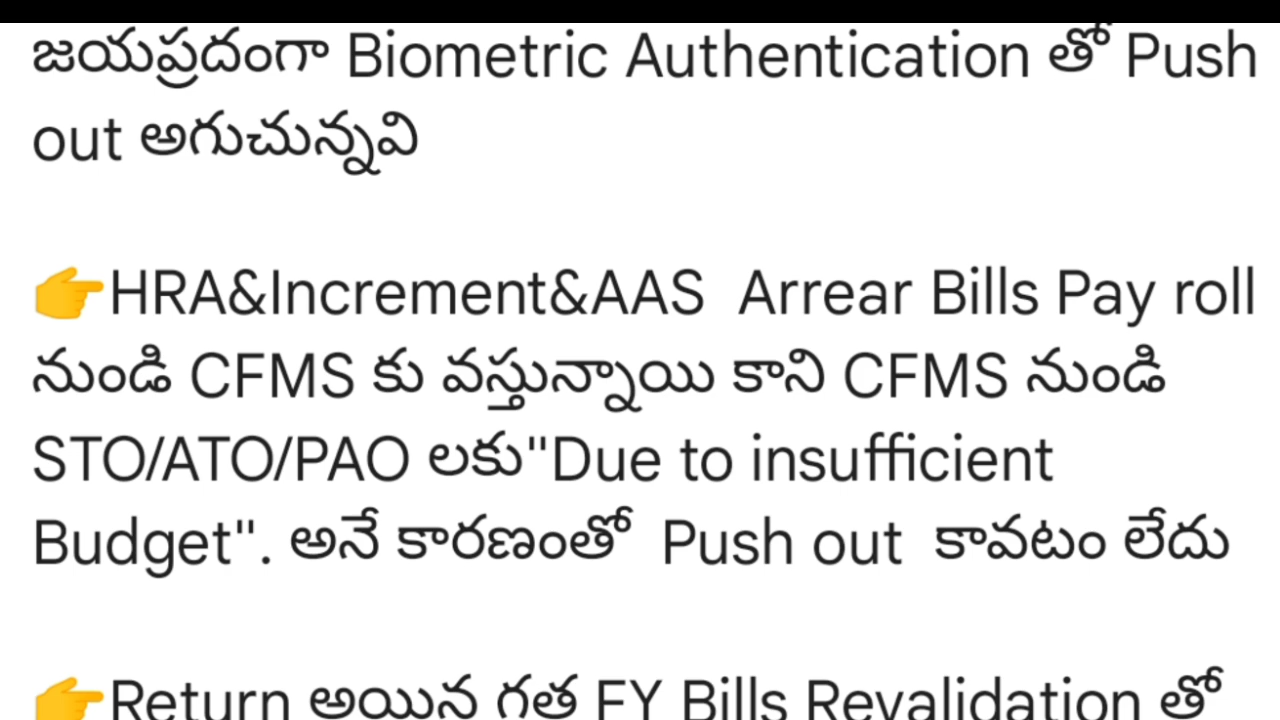 జయప్రదంగా Biometric Authentication తో Push
out అగుచున్నవి
👉HRA&Increment&AAS Arrear Bills Pay roll
నుండి CFMS కు వస్తున్నాయి కాని CFMS నుండి
STO/ATO/PAO లకు"Due to insufficient
Budget". అనే కారణంతో Push out కావటం లేదు
👉Return అయిన గత FY Bills Revalidation తో